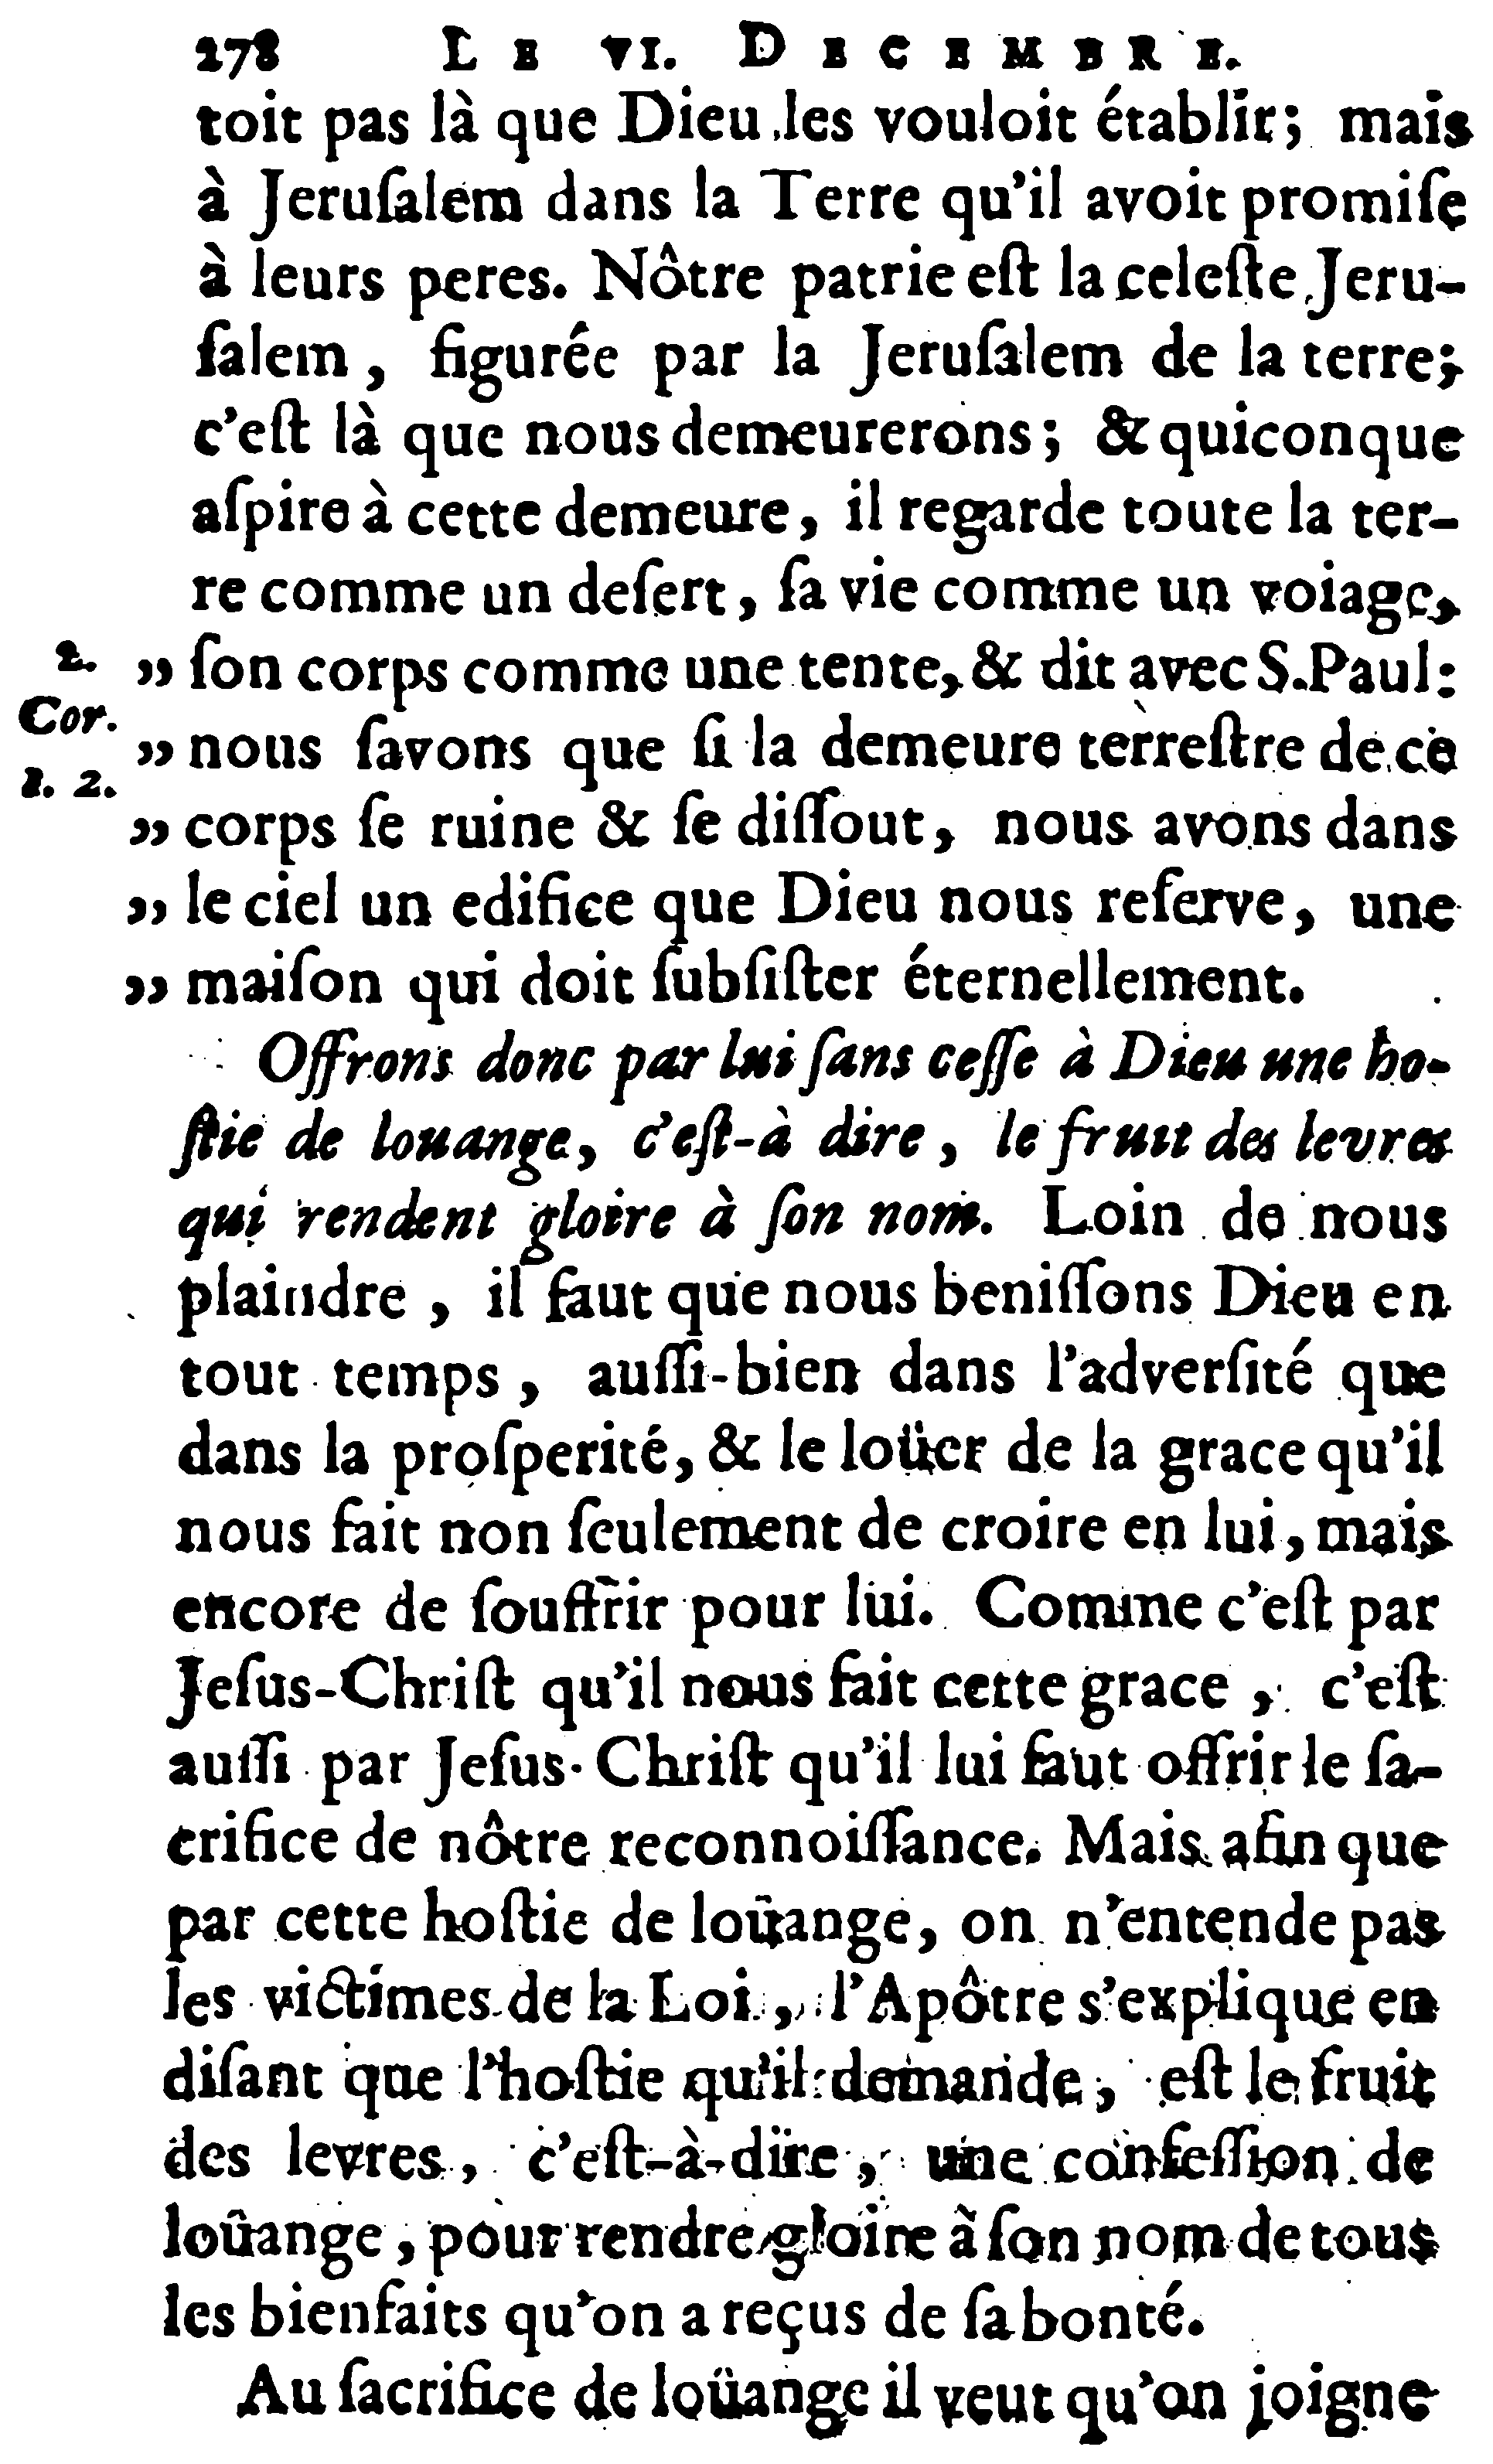 278 LE VI. DECEMBRE.
toit pas là que Dieu les vouloit établir; mais
à Jeruſalem dans la Terre qu'il avoit promiſe
à leurs peres. Nôtre patrie eſt la celeſte Jeru-
ſalem, figurée par la Jeruſalem de la terre;
c'eſt là que nous demeurerons; & quiconque
aſpire à cette demeure, il regarde toute la ter-
re comme un deſert, ſa vie comme un voiage,
2. „ ſon corps comme une tente, & dit avec S. Paul:
Cor. „ nous ſavons que ſi la demeure terreſtre de ce
1. 2. „ corps ſe ruine & ſe diſſout, nous avons dans
„ le ciel un edifice que Dieu nous reſerve, une
„ maiſon qui doit ſubſiſter éternellement.
Offrons donc par lui ſans ceſſe à Dieu une ho-
ſtie de louange, c'eſt-à dire, le fruit des levres
qui rendent gloire à ſon nom. Loin de nous
plaindre, il faut que nous beniſſons Dieu en
tout temps, auſſi-bien dans l'adverſité que
dans la proſperité, & le loüer de la grace qu'il
nous fait non ſeulement de croire en lui, mais
encore de ſouffrir pour lui. Comme c'eſt par
Jeſus-Chriſt qu'il nous fait cette grace, c'eſt
auſſi par Jeſus-Chriſt qu'il lui faut offrir le ſa-
crifice de nôtre reconnoiſſance. Mais afin que
par cette hoſtie de loüange, on n'entende pas
les victimes de la Loi, l'Apôtre s'explique en
diſant que l'hoſtie qu'il demande, eſt le fruit
des levres, c'eſt-à-dire, une confeſſion de
loüange, pour rendre gloire à ſon nom de tous
les bienfaits qu'on a reçus de ſa bonté.
Au ſacrifice de loüange il veut qu'on joigne